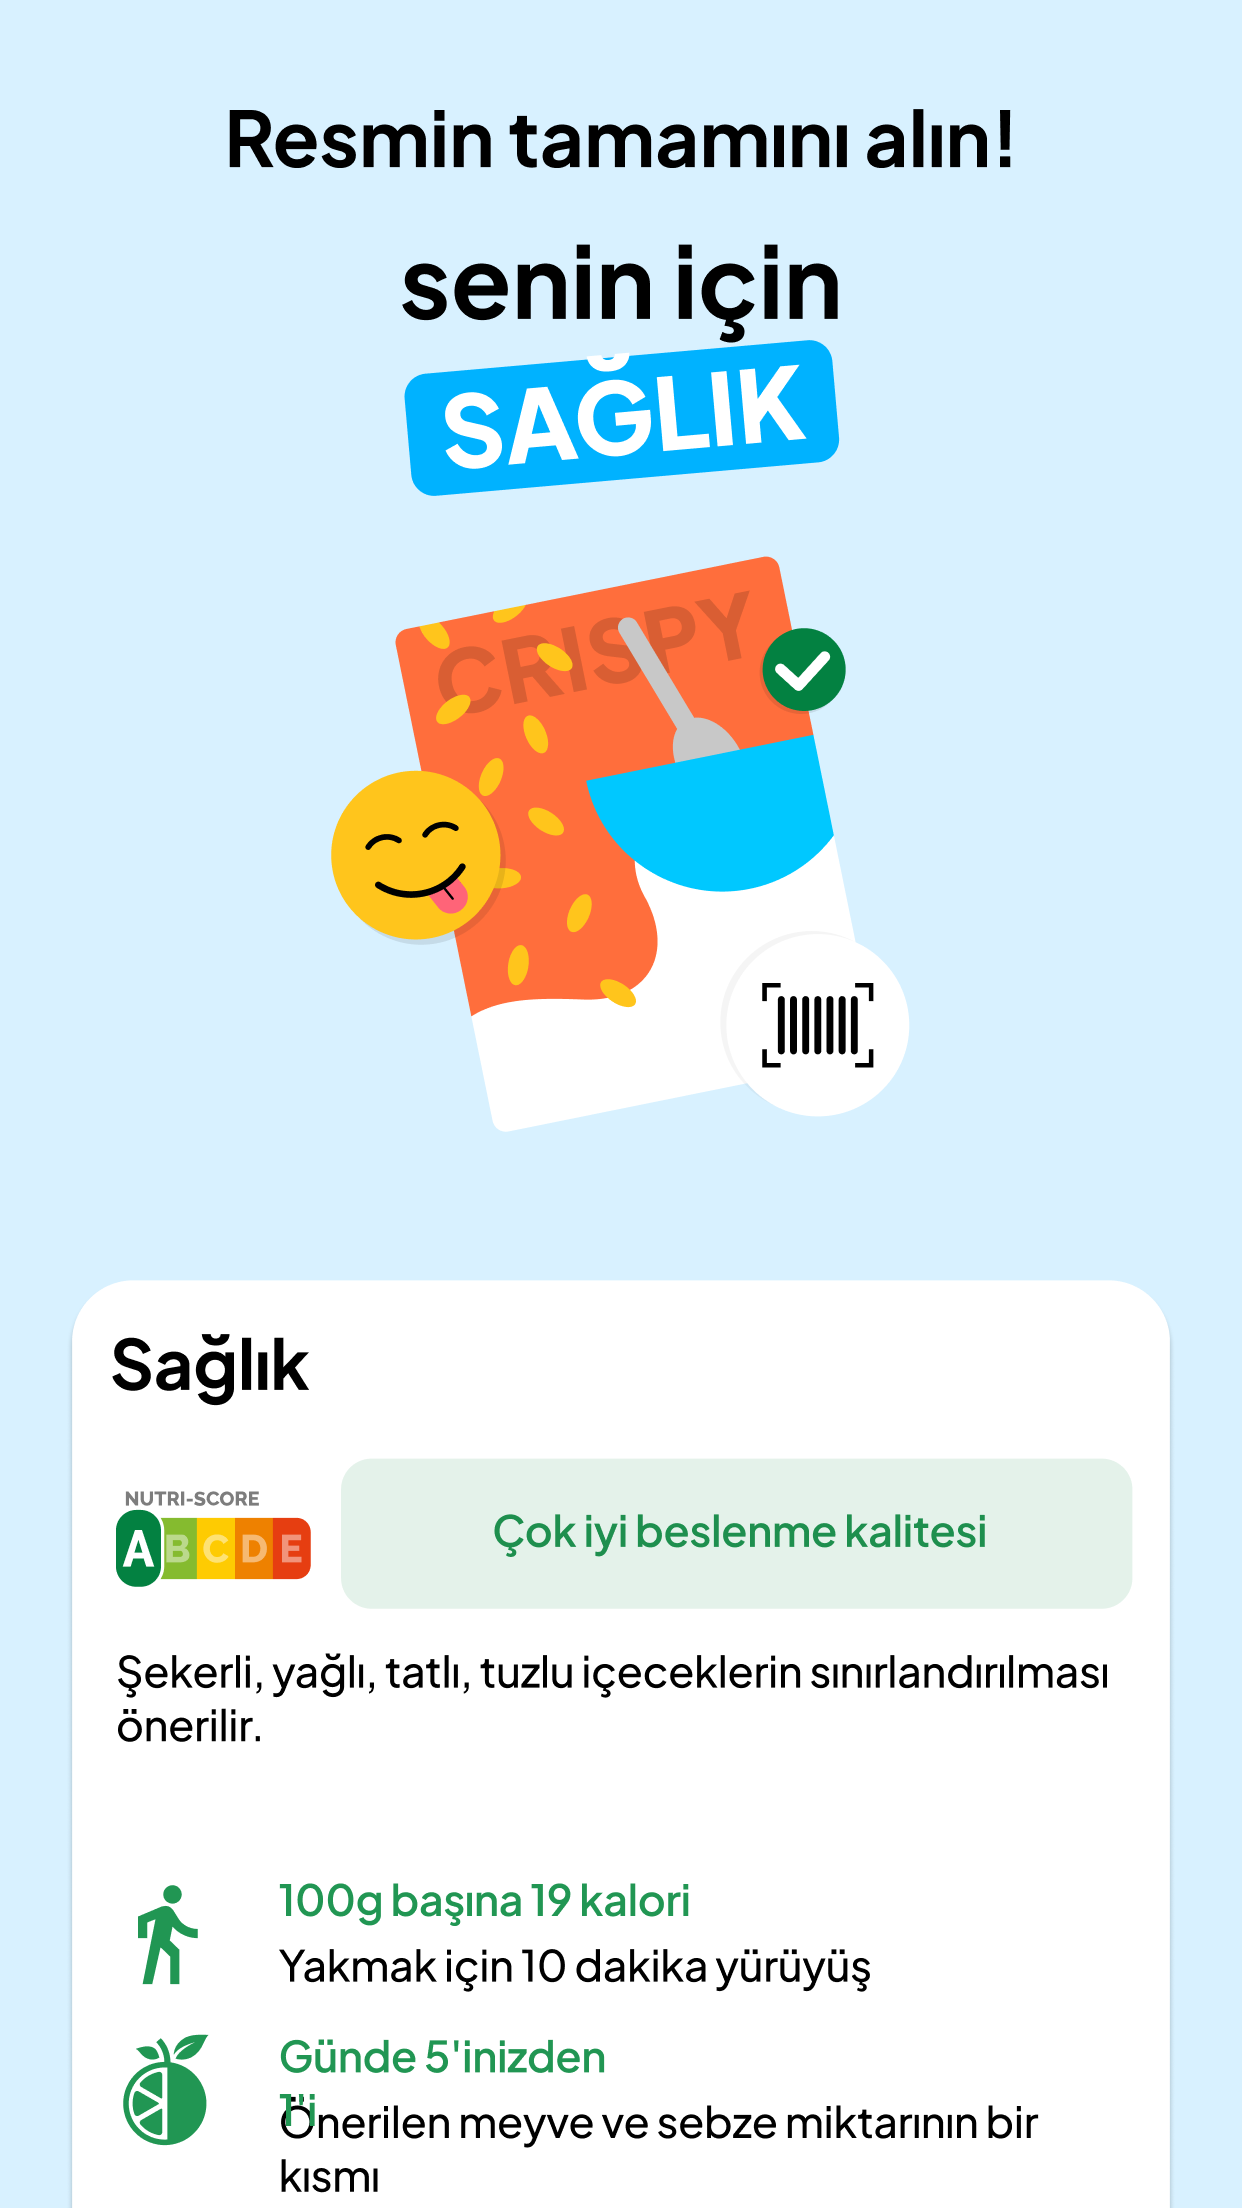 Resmin tamamını alın!
senin için
SAĞLIK
CRISPY
Sağlık
NUTRI-SCORE
A B C D E
Çok iyi beslenme kalitesi
Şekerli, yağlı, tatlı, tuzlu içeceklerin sınırlandırılması
önerilir.
100g başına 19 kalori
Yakmak için 10 dakika yürüyüş
Günde 5'inizden
1'i
Önerilen meyve ve sebze miktarının bir
kısmı